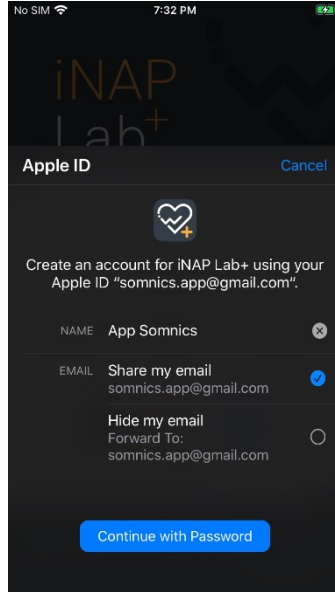 No SIM 7:32 PM
iNAP
Lab+
Apple ID Cancel
Create an account for iNAP Lab+ using your
Apple ID “somnics.app@gmail.com“.
NAME App Somnics
EMAIL Share my email
somnics.app@gmail.com
Hide my email
Forward To:
somnics.app@gmail.com
Continue with Password